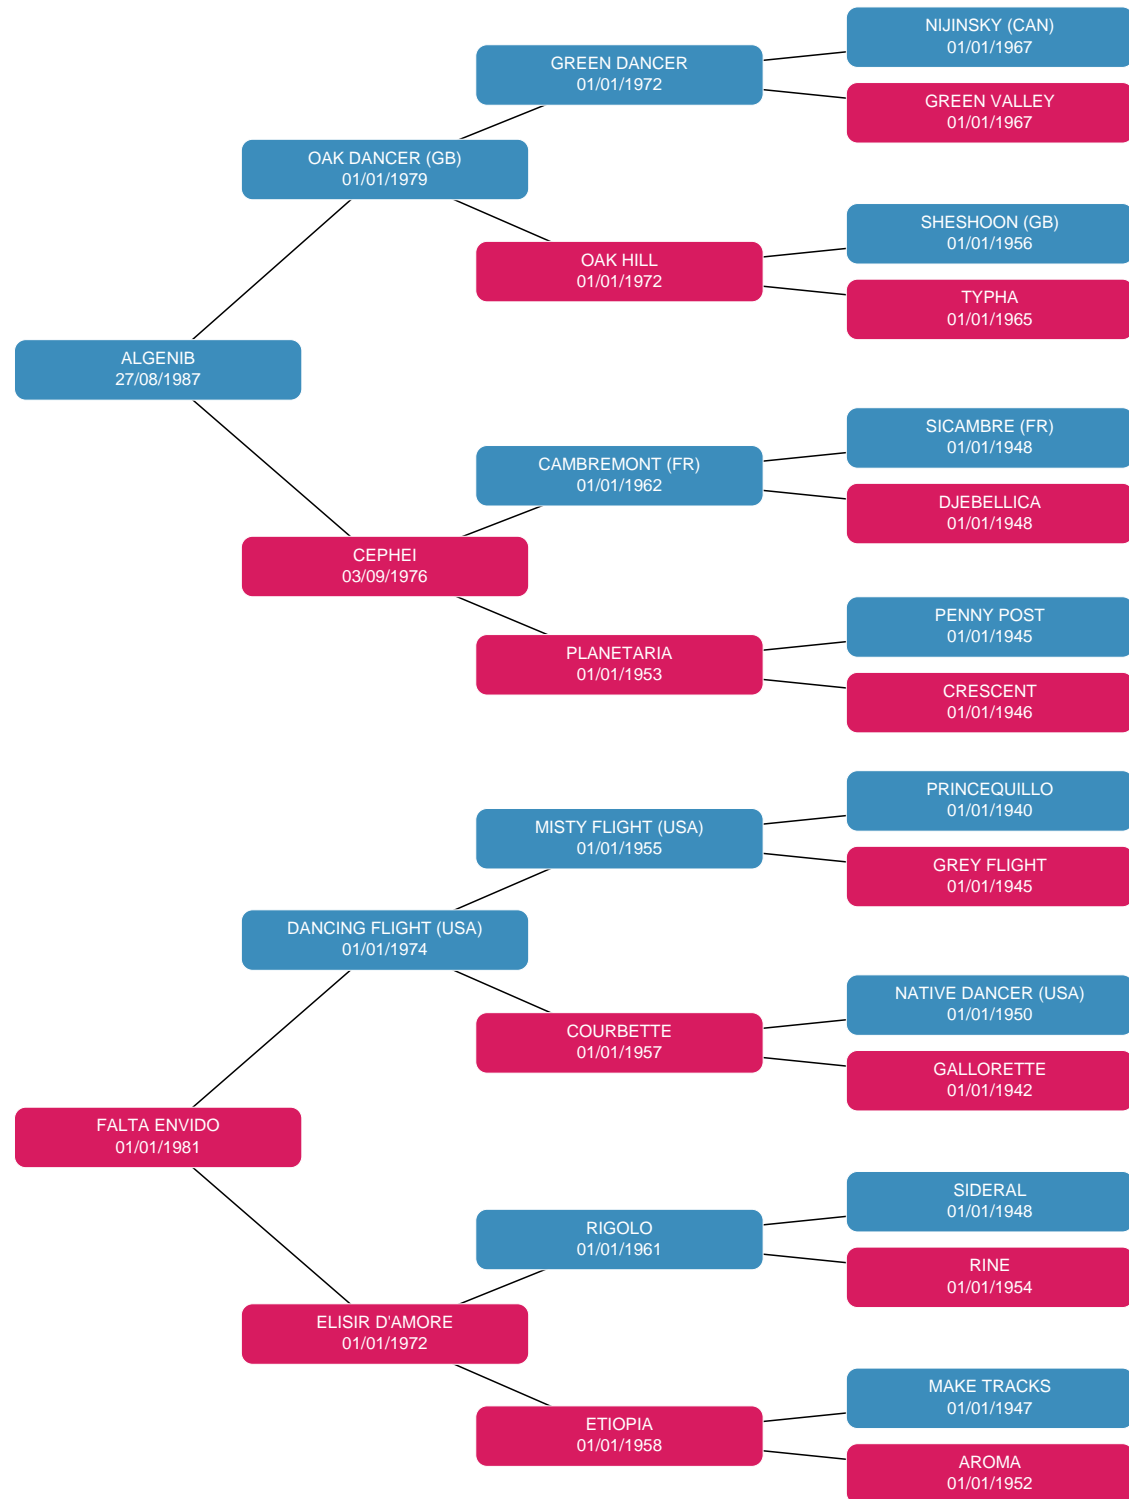 NIJINSKY (CAN)
01/01/1967
GREEN DANCER
01/01/1972
GREEN VALLEY
01/01/1967
OAK DANCER (GB)
01/01/1979
SHESHOON (GB)
01/01/1956
OAK HILL
01/01/1972
TYPHA
01/01/1965
ALGENIB
27/08/1987
SICAMBRE (FR)
01/01/1948
CAMBREMONT (FR)
01/01/1962
DJEBELLICA
01/01/1948
CEPHEI
03/09/1976
PENNY POST
01/01/1945
PLANETARIA
01/01/1953
CRESCENT
01/01/1946
PRINCEQUILLO
01/01/1940
MISTY FLIGHT (USA)
01/01/1955
GREY FLIGHT
01/01/1945
DANCING FLIGHT (USA)
01/01/1974
NATIVE DANCER (USA)
01/01/1950
COURBETTE
01/01/1957
GALLORETTE
01/01/1942
FALTA ENVIDO
01/01/1981
SIDERAL
01/01/1948
RIGOLO
01/01/1961
RINE
01/01/1954
ELISIR D'AMORE
01/01/1972
MAKE TRACKS
01/01/1947
ETIOPIA
01/01/1958
AROMA
01/01/1952